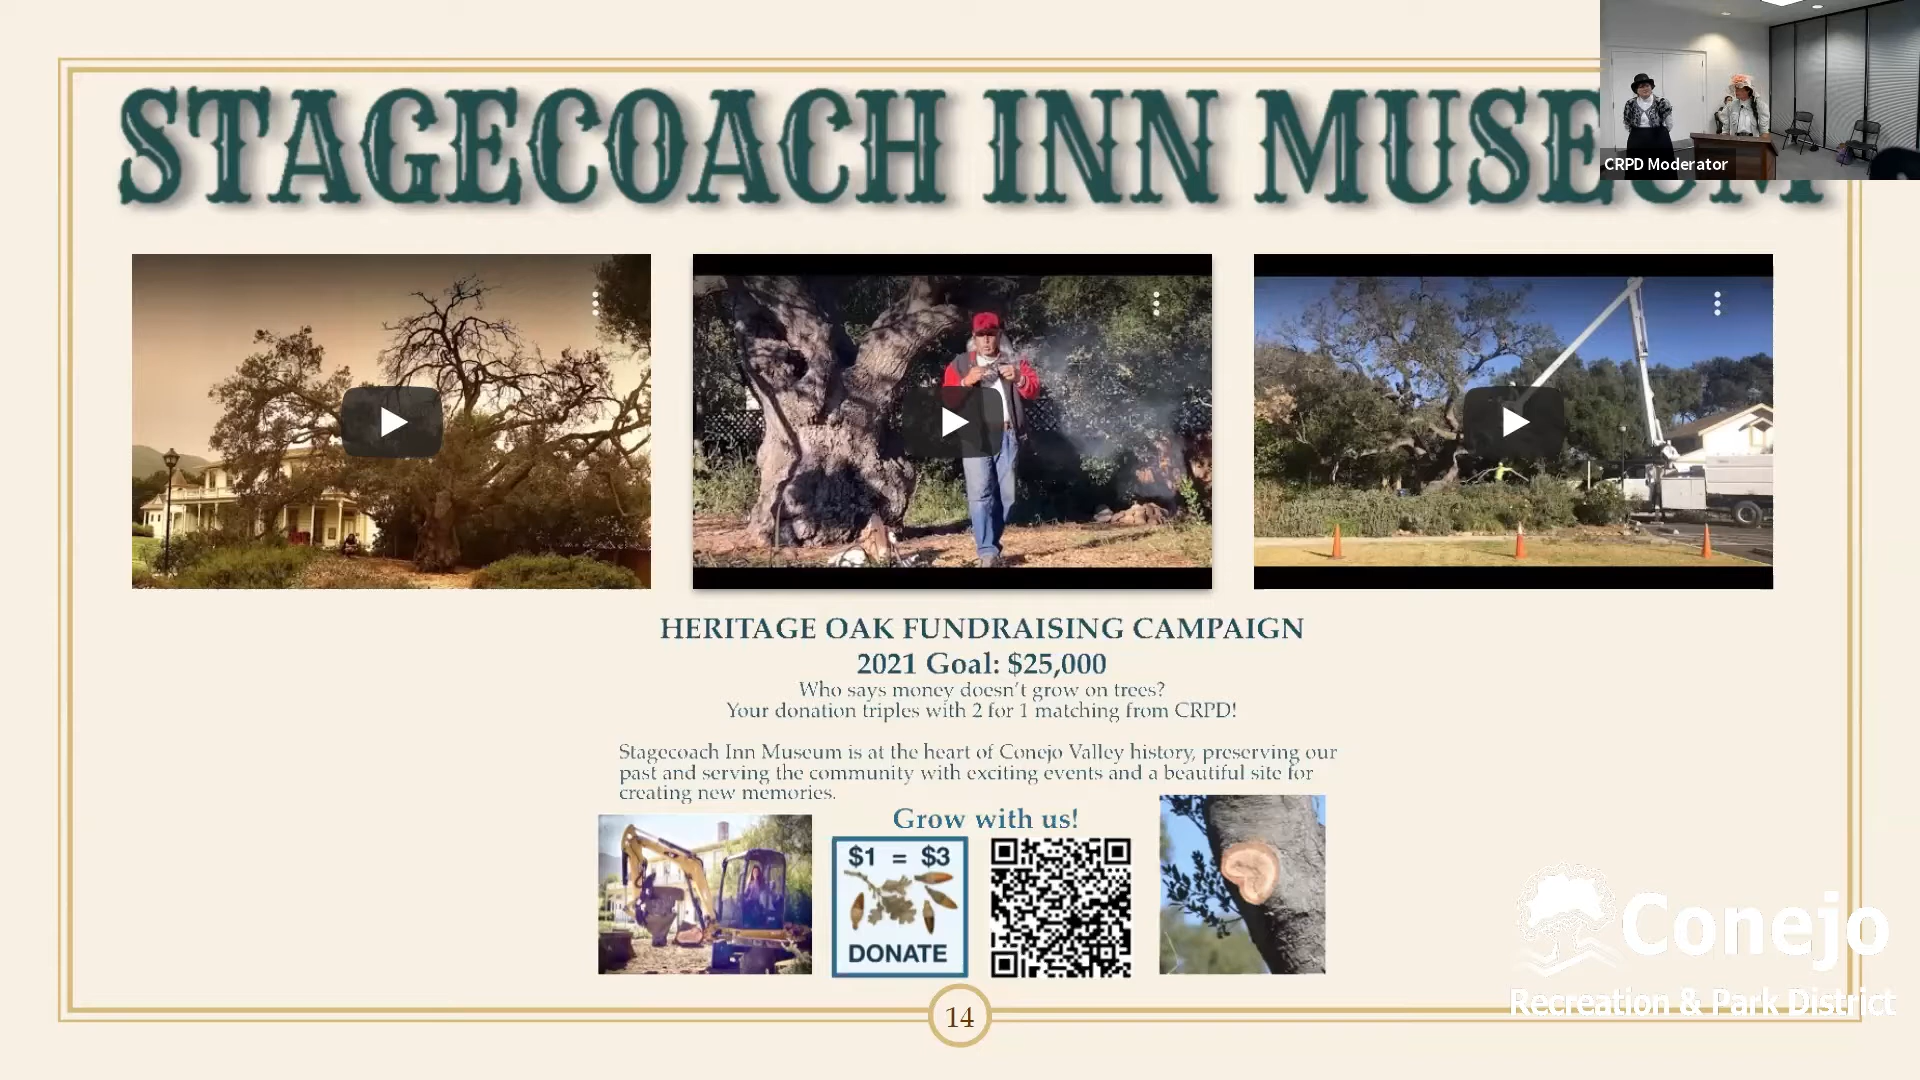 STAGECOACH INN MUSEUM
CRPD Moderator
HERITAGE OAK FUNDRAISING CAMPAIGN
2021 Goal: $25,000
Who says money doesn't grow on trees?
Your donation triples with 2 for 1 matching from CRPD!
Stagecoach Inn Museum is at the heart of Conejo Valley history, preserving our
past and serving the community with exciting events and a beautiful site for
creating new memories.
Grow with us!
$1 = $3
DONATE
Conejo
Recreation & Park District
14